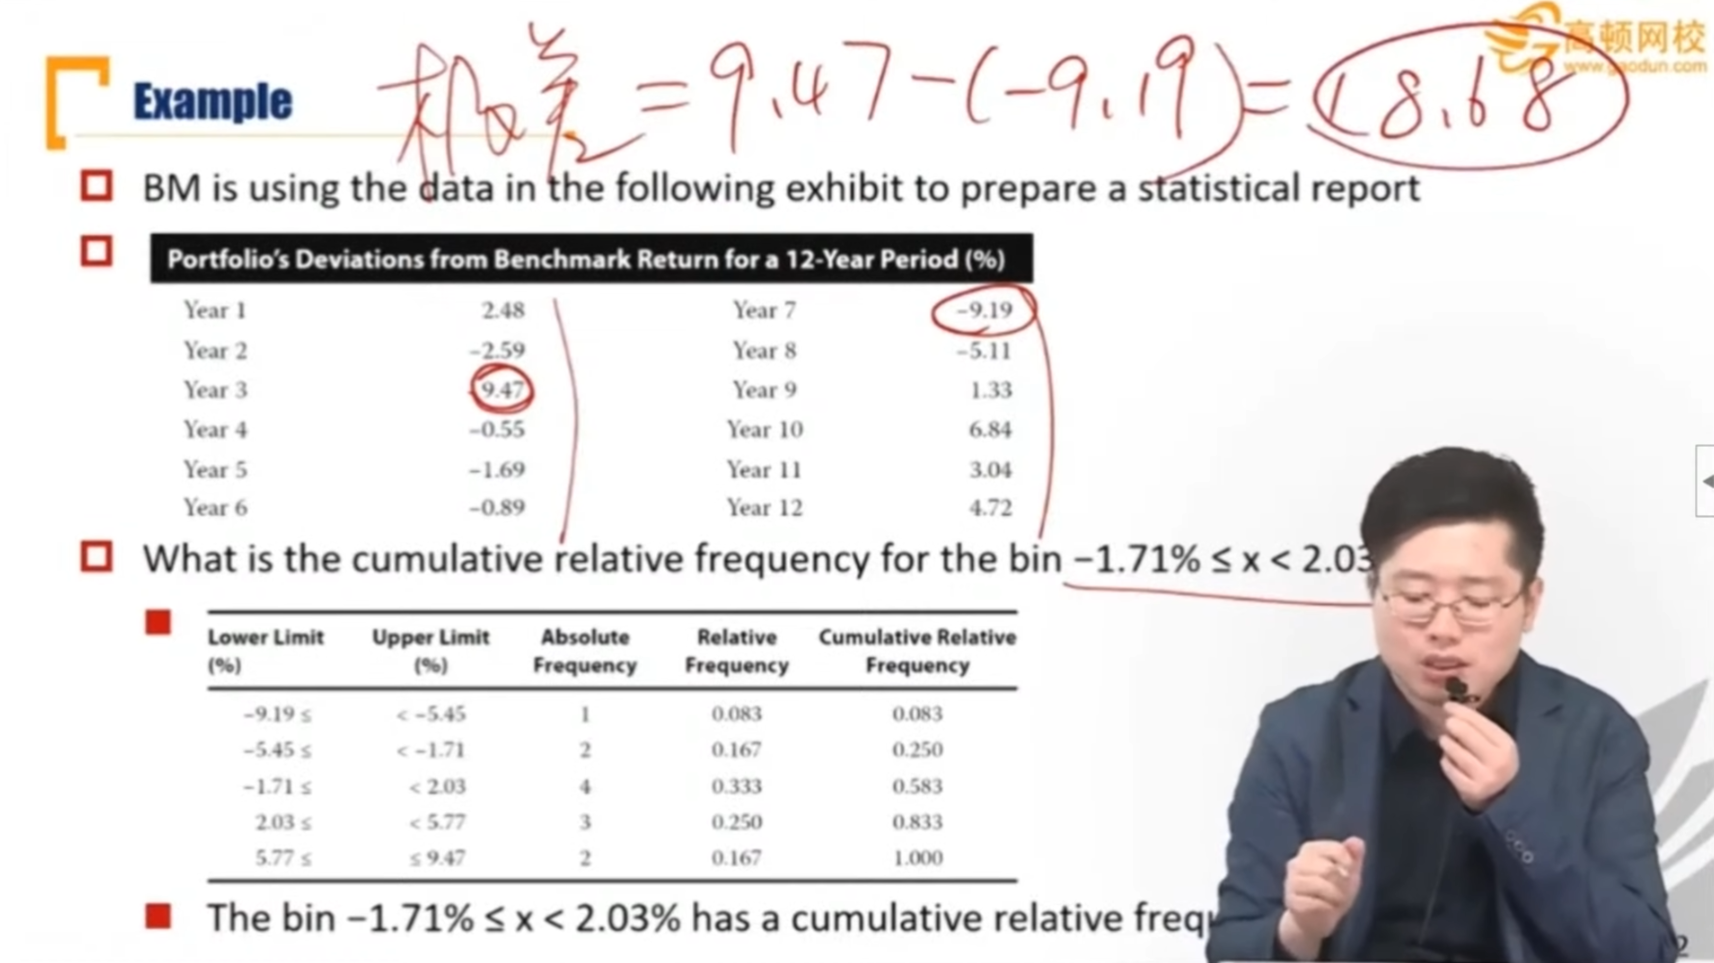 高顿网校
www.gaodun.com
极差 = 9.47 - (-9.19) = 18.68
Example
BM is using the data in the following exhibit to prepare a statistical report
Portfolio's Deviations from Benchmark Return for a 12-Year Period (%)
Year 1 2.48 Year 7 −9.19
Year 2 −2.59 Year 8 −5.11
Year 3 9.47 Year 9 1.33
Year 4 −0.55 Year 10 6.84
Year 5 −1.69 Year 11 3.04
Year 6 −0.89 Year 12 4.72
What is the cumulative relative frequency for the bin −1.71% ≤ x < 2.03
Lower Limit (%) Upper Limit (%) Absolute Frequency Relative Frequency Cumulative Relative Frequency
−9.19 ≤ < −5.45 1 0.083 0.083
−5.45 ≤ < −1.71 2 0.167 0.250
−1.71 ≤ < 2.03 4 0.333 0.583
2.03 ≤ < 5.77 3 0.250 0.833
5.77 ≤ ≤ 9.47 2 0.167 1.000
The bin −1.71% ≤ x < 2.03% has a cumulative relative